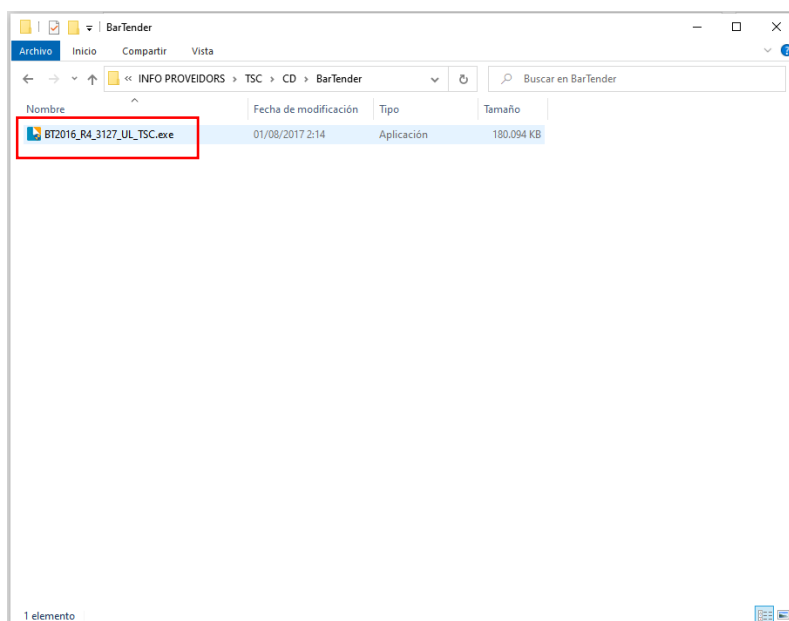 BarTender
Archivo Inicio Compartir Vista
« INFO PROVEIDORS › TSC › CD › BarTender Buscar en BarTender
Nombre Fecha de modificación Tipo Tamaño
BT2016_R4_3127_UL_TSC.exe 01/08/2017 2:14 Aplicación 180.094 KB
1 elemento